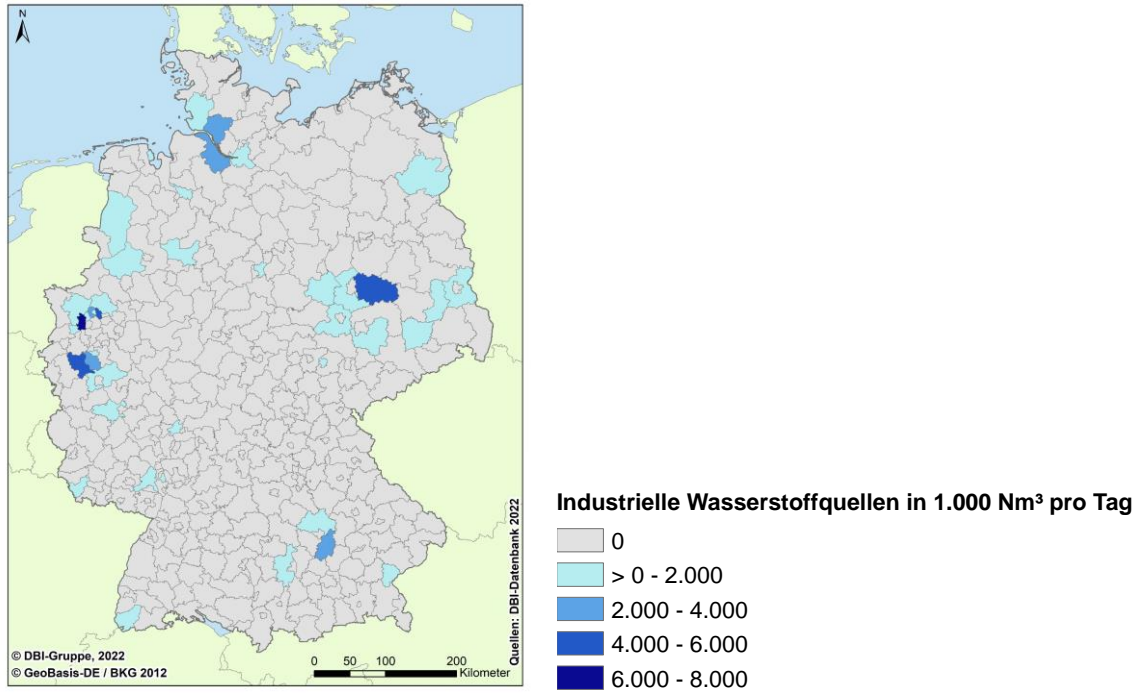 N
Quellen: DBI-Datenbank 2022
© DBI-Gruppe, 2022
© GeoBasis-DE / BKG 2012
0 50 100 200
Kilometer
Industrielle Wasserstoffquellen in 1.000 Nm³ pro Tag
0
> 0 - 2.000
2.000 - 4.000
4.000 - 6.000
6.000 - 8.000